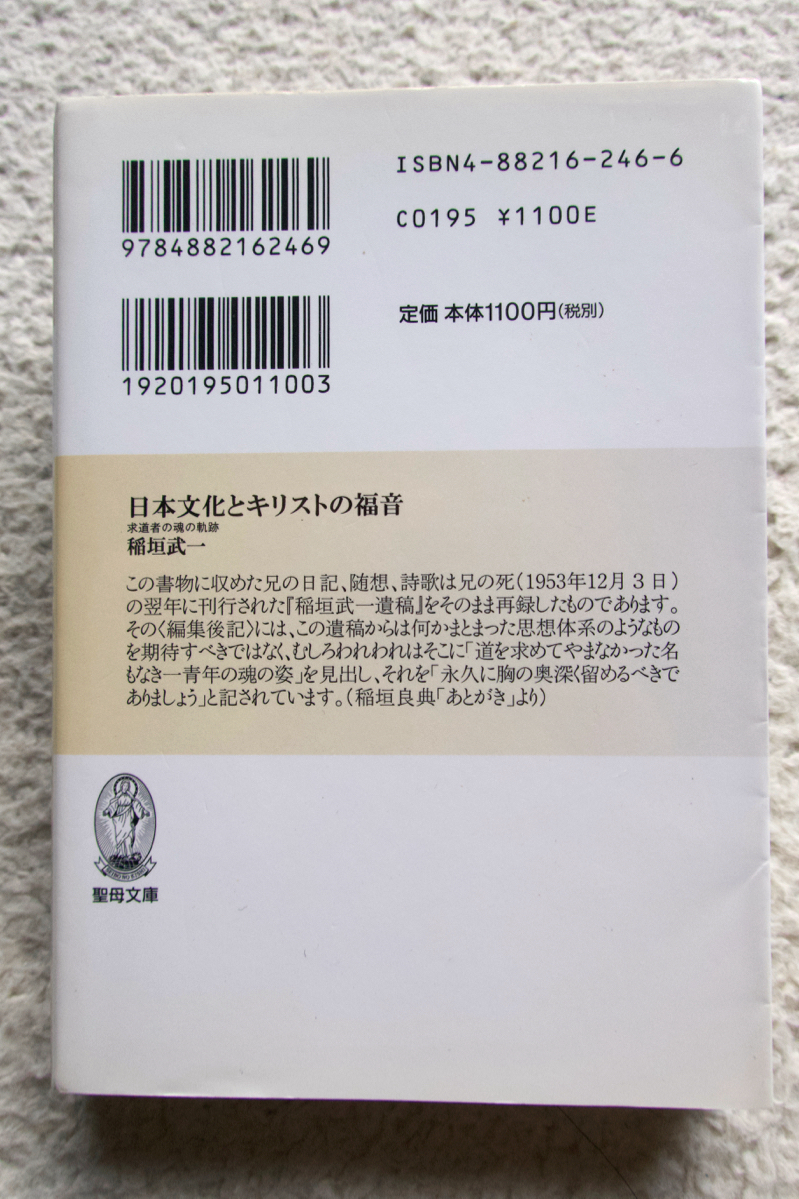 9784882162469
ISBN4-88216-246-6
C0195 ¥1100E
1920195011003
定価 本体1100円(税別)
日本文化とキリストの福音
求道者の魂の軌跡
稲垣武一
この書物に収めた兄の日記、随想、詩歌は兄の死(1953年12月3日)
の翌年に刊行された『稲垣武一遺稿』をそのまま再録したものであります。
その〈編集後記〉には、この遺稿からは何かまとまった思想体系のようなもの
を期待すべきではなく、むしろわれわれはそこに「道を求めてやまなかった名
もなき一青年の魂の姿」を見出し、それを「永久に胸の奥深く留めるべきで
ありましょう」と記されています。(稲垣良典「あとがき」より)
聖母文庫